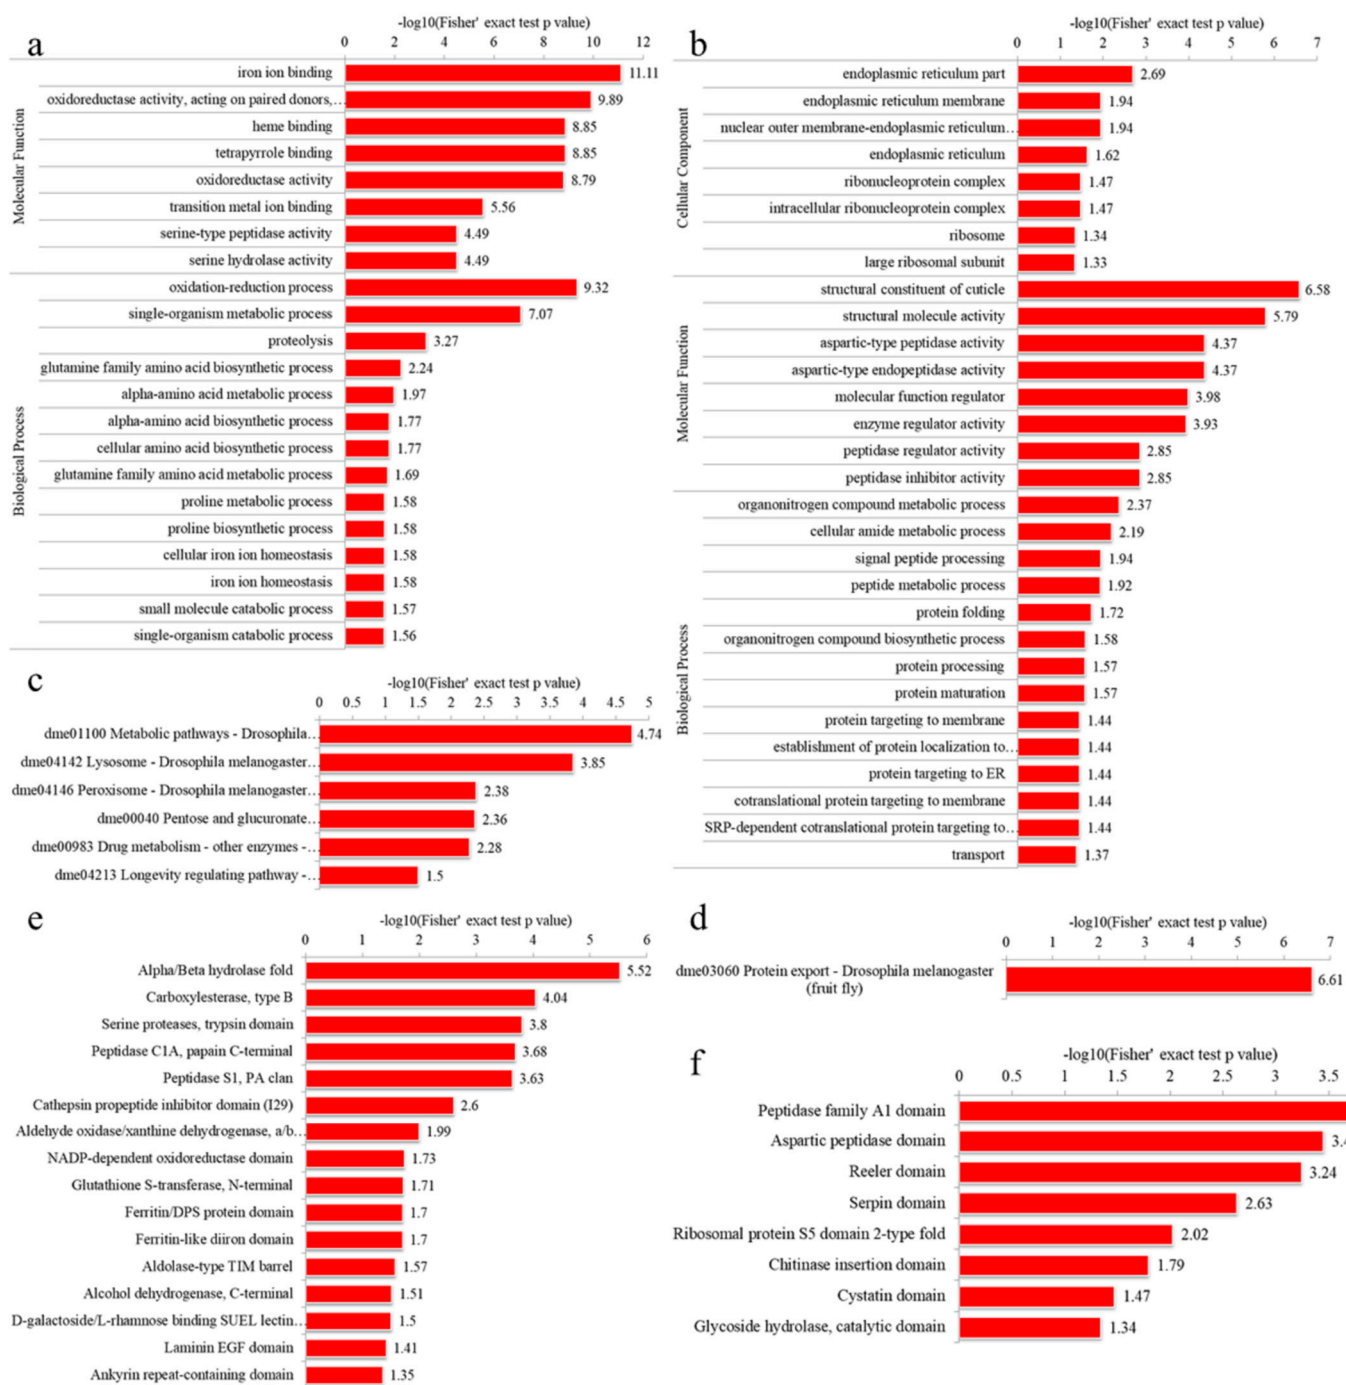 a
-log10(Fisher' exact test p value)
0 2 4 6 8 10 12
Molecular Function
iron ion binding 11.11
oxidoreductase activity, acting on paired donors,... 9.89
heme binding 8.85
tetrapyrrole binding 8.85
oxidoreductase activity 8.79
transition metal ion binding 5.56
serine-type peptidase activity 4.49
serine hydrolase activity 4.49
Biological Process
oxidation-reduction process 9.32
single-organism metabolic process 7.07
proteolysis 3.27
glutamine family amino acid biosynthetic process 2.24
alpha-amino acid metabolic process 1.97
alpha-amino acid biosynthetic process 1.77
cellular amino acid biosynthetic process 1.77
glutamine family amino acid metabolic process 1.69
proline metabolic process 1.58
proline biosynthetic process 1.58
cellular iron ion homeostasis 1.58
iron ion homeostasis 1.58
small molecule catabolic process 1.57
single-organism catabolic process 1.56
b
-log10(Fisher' exact test p value)
0 1 2 3 4 5 6 7
Cellular Component
endoplasmic reticulum part 2.69
endoplasmic reticulum membrane 1.94
nuclear outer membrane-endoplasmic reticulum... 1.94
endoplasmic reticulum 1.62
ribonucleoprotein complex 1.47
intracellular ribonucleoprotein complex 1.47
ribosome 1.34
large ribosomal subunit 1.33
Molecular Function
structural constituent of cuticle 6.58
structural molecule activity 5.79
aspartic-type peptidase activity 4.37
aspartic-type endopeptidase activity 4.37
molecular function regulator 3.98
enzyme regulator activity 3.93
peptidase regulator activity 2.85
peptidase inhibitor activity 2.85
Biological Process
organonitrogen compound metabolic process 2.37
cellular amide metabolic process 2.19
signal peptide processing 1.94
peptide metabolic process 1.92
protein folding 1.72
organonitrogen compound biosynthetic process 1.58
protein processing 1.57
protein maturation 1.57
protein targeting to membrane 1.44
establishment of protein localization to... 1.44
protein targeting to ER 1.44
cotranslational protein targeting to membrane 1.44
SRP-dependent cotranslational protein targeting to... 1.44
transport 1.37
c
-log10(Fisher' exact test p value)
0 0.5 1 1.5 2 2.5 3 3.5 4 4.5 5
dme01100 Metabolic pathways - Drosophila... 4.74
dme04142 Lysosome - Drosophila melanogaster... 3.85
dme04146 Peroxisome - Drosophila melanogaster... 2.38
dme00040 Pentose and glucuronate... 2.36
dme00983 Drug metabolism - other enzymes -... 2.28
dme04213 Longevity regulating pathway -... 1.5
e
-log10(Fisher' exact test p value)
0 1 2 3 4 5 6
Alpha/Beta hydrolase fold 5.52
Carboxylesterase, type B 4.04
Serine proteases, trypsin domain 3.8
Peptidase C1A, papain C-terminal 3.68
Peptidase S1, PA clan 3.63
Cathepsin propeptide inhibitor domain (I29) 2.6
Aldehyde oxidase/xanthine dehydrogenase, a/b... 1.99
NADP-dependent oxidoreductase domain 1.73
Glutathione S-transferase, N-terminal 1.71
Ferritin/DPS protein domain 1.7
Ferritin-like diiron domain 1.7
Aldolase-type TIM barrel 1.57
Alcohol dehydrogenase, C-terminal 1.51
D-galactoside/L-rhamnose binding SUEL lectin... 1.5
Laminin EGF domain 1.41
Ankyrin repeat-containing domain 1.35
d
-log10(Fisher' exact test p value)
0 1 2 3 4 5 6 7
dme03060 Protein export - Drosophila melanogaster
(fruit fly) 6.61
f
-log10(Fisher' exact test p value)
0 0.5 1 1.5 2 2.5 3 3.5
Peptidase family A1 domain
Aspartic peptidase domain
Reeler domain 3.24
Serpin domain 2.63
Ribosomal protein S5 domain 2-type fold 2.02
Chitinase insertion domain 1.79
Cystatin domain 1.47
Glycoside hydrolase, catalytic domain 1.34